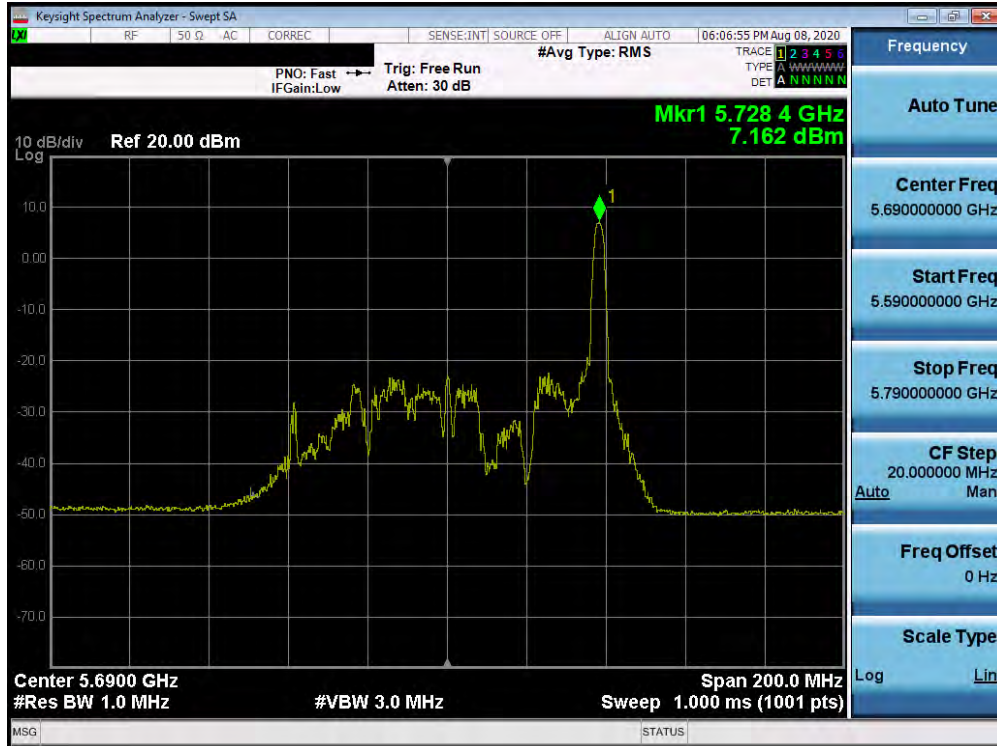 Keysight Spectrum Analyzer - Swept SA
LXI RF 50 Ω AC CORREC SENSE:INT SOURCE OFF ALIGN AUTO 06:06:55 PM Aug 08, 2020
#Avg Type: RMS
TRACE 1 2 3 4 5 6
PNO: Fast Trig: Free Run
TYPE A WWWWW
IFGain:Low Atten: 30 dB
DET A N N N N N
Mkr1 5.728 4 GHz
7.162 dBm
10 dB/div Ref 20.00 dBm
Log
1
10.0
0.00
-10.0
-20.0
-30.0
-40.0
-50.0
-60.0
-70.0
Center 5.6900 GHz Span 200.0 MHz
#Res BW 1.0 MHz #VBW 3.0 MHz Sweep 1.000 ms (1001 pts)
MSG STATUS
Frequency
Auto Tune
Center Freq
5.690000000 GHz
Start Freq
5.590000000 GHz
Stop Freq
5.790000000 GHz
CF Step
20.000000 MHz
Auto Man
Freq Offset
0 Hz
Scale Type
Log Lin